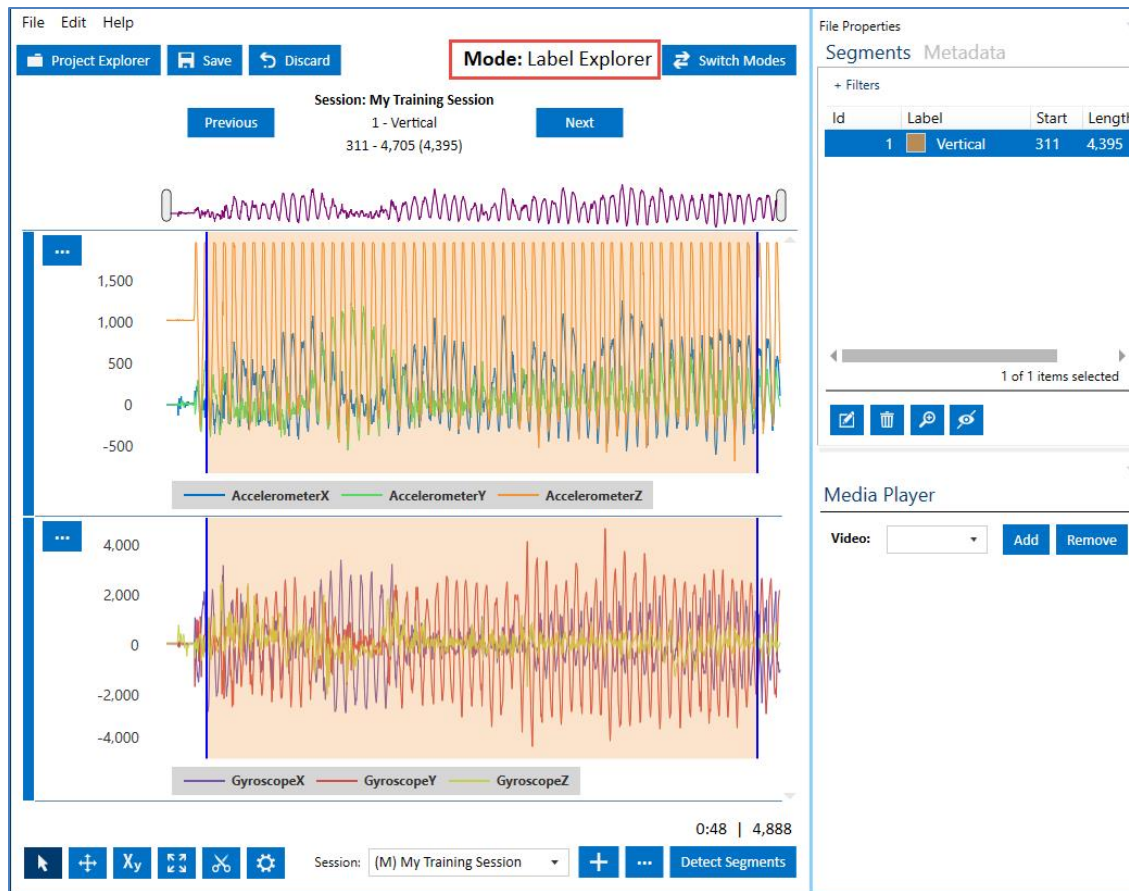 File Edit Help
Project Explorer Save Discard Mode: Label Explorer Switch Modes
Session: My Training Session
Previous 1 - Vertical Next
311 - 4,705 (4,395)
...
1,500
1,000
500
0
-500
AccelerometerX AccelerometerY AccelerometerZ
...
4,000
2,000
0
-2,000
-4,000
GyroscopeX GyroscopeY GyroscopeZ
0:48 | 4,888
Xy Session: (M) My Training Session + ... Detect Segments
File Properties
Segments Metadata
+ Filters
Id Label Start Length
1 Vertical 311 4,395
1 of 1 items selected
Media Player
Video: Add Remove